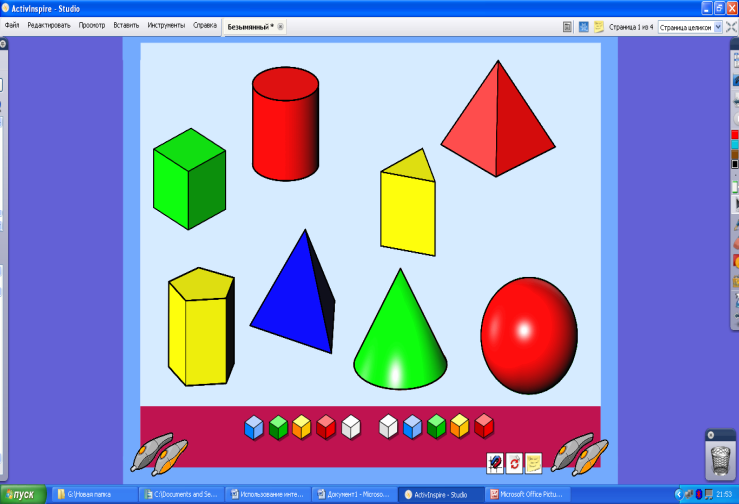 ActivInspire - Studio
Файл Редактировать Просмотр Вставить Инструменты Справка Безымянный * Страница 1 из 4 Страница целиком
пуск G:\Новая папка C:\Documents and Se... Использование инте... Документ1 - Microso... ActivInspire - Studio Microsoft Office Pictu... 21:53